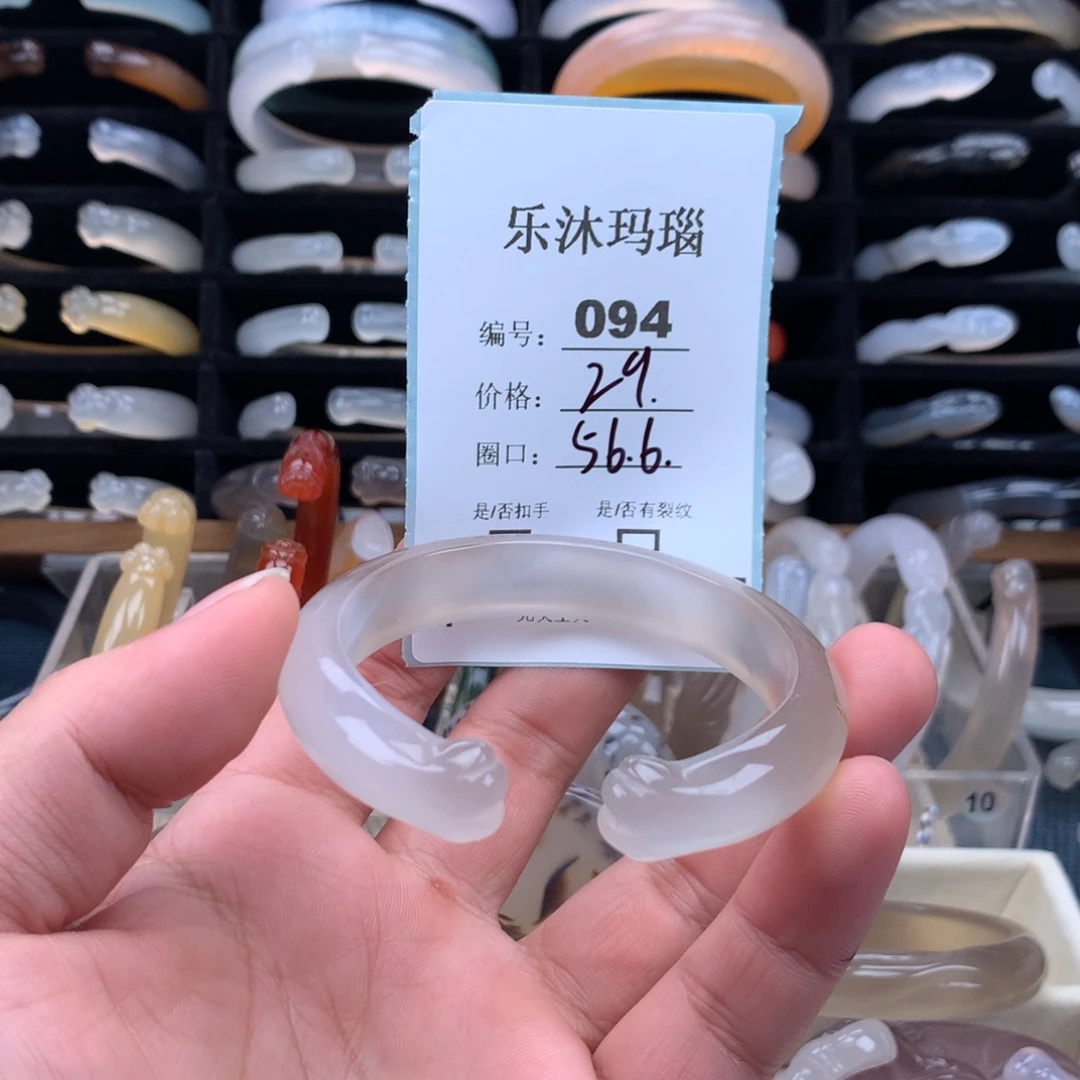 乐沐玛瑙
编号： 094
价格： 29.
圈口： 56.6.
是/否扣手 是/否有裂纹
10